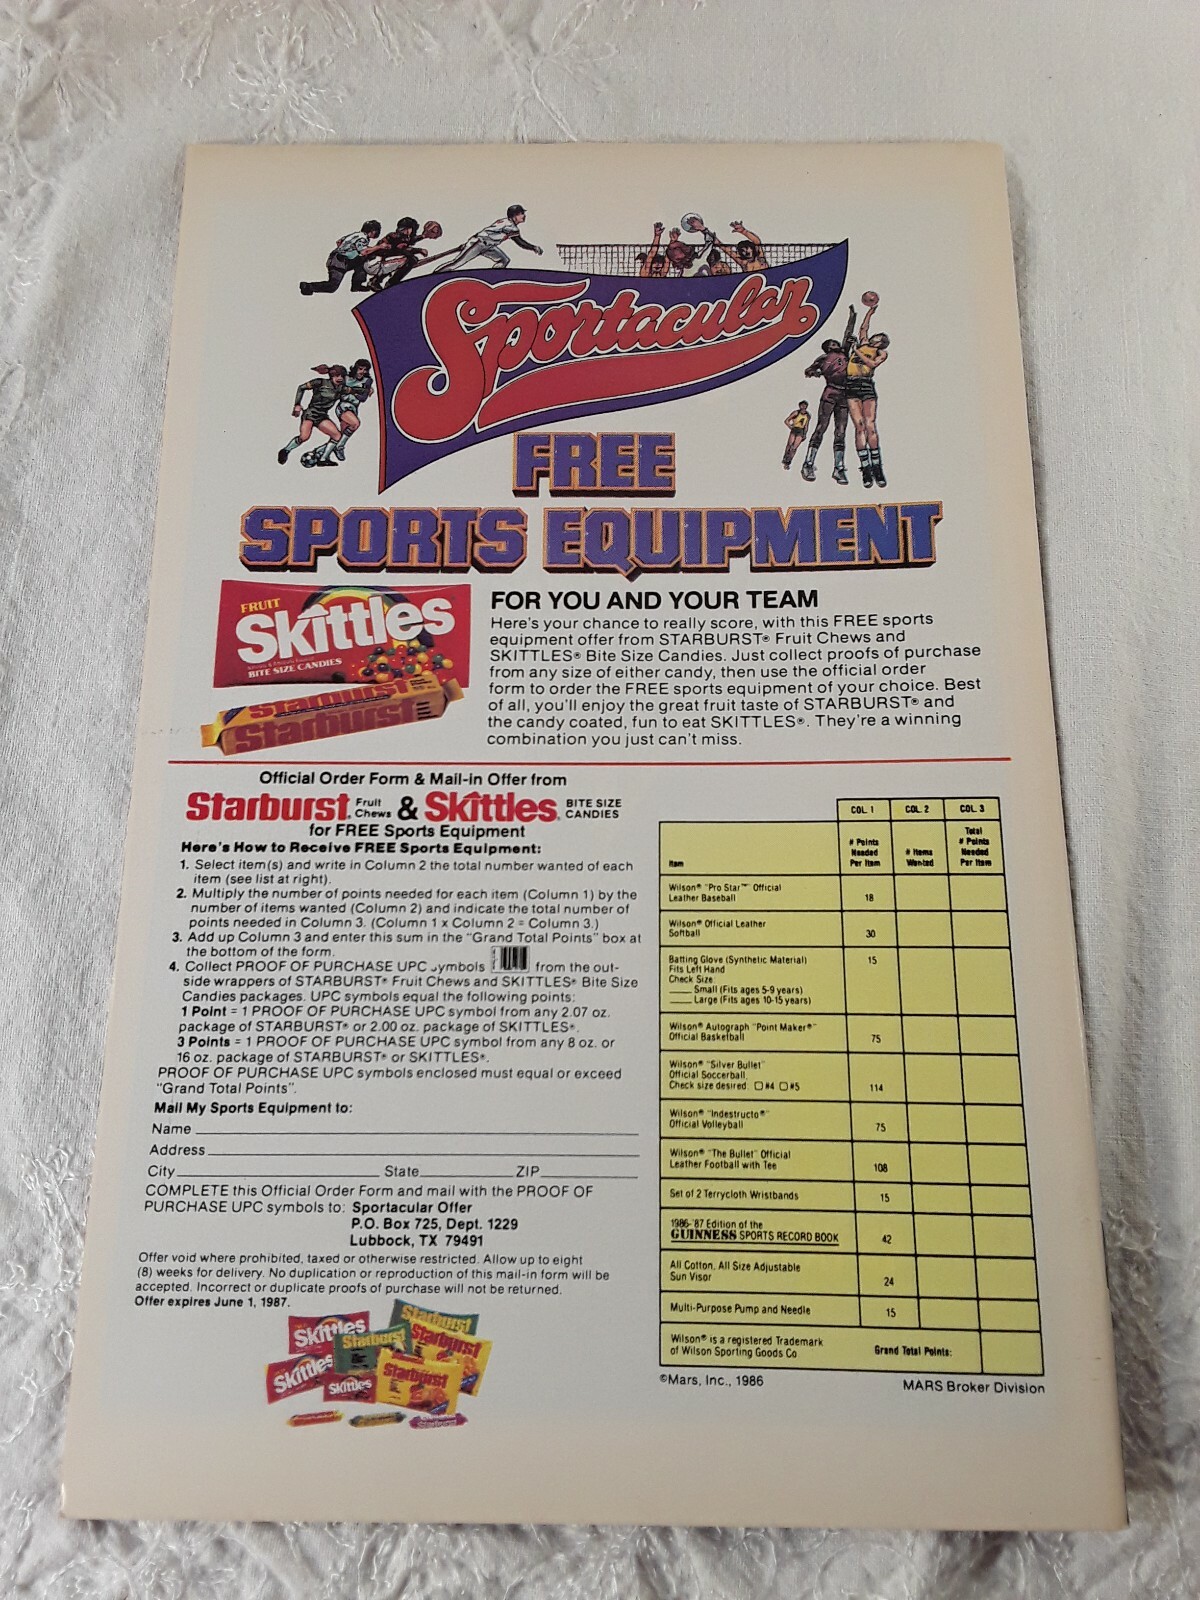 Sportacular
FREE
SPORTS EQUIPMENT
FRUIT
Skittles
BITE SIZE CANDIES
Starburst
Starburst
FOR YOU AND YOUR TEAM
Here's your chance to really score, with this FREE sports
equipment offer from STARBURST® Fruit Chews and
SKITTLES® Bite Size Candies. Just collect proofs of purchase
from any size of either candy, then use the official order
form to order the FREE sports equipment of your choice. Best
of all, you'll enjoy the great fruit taste of STARBURST® and
the candy coated, fun to eat SKITTLES®. They're a winning
combination you just can't miss.
Official Order Form & Mail-in Offer from
Starburst® Fruit Chews & Skittles® BITE SIZE CANDIES
for FREE Sports Equipment
Here's How to Receive FREE Sports Equipment:
1. Select item(s) and write in Column 2 the total number wanted of each
item (see list at right).
2. Multiply the number of points needed for each item (Column 1) by the
number of items wanted (Column 2) and indicate the total number of
points needed in Column 3. (Column 1 x Column 2 = Column 3.)
3. Add up Column 3 and enter this sum in the "Grand Total Points" box at
the bottom of the form.
4. Collect PROOF OF PURCHASE UPC symbols from the out-
side wrappers of STARBURST® Fruit Chews and SKITTLES® Bite Size
Candies packages. UPC symbols equal the following points:
1 Point = 1 PROOF OF PURCHASE UPC symbol from any 2.07 oz.
package of STARBURST® or 2.00 oz. package of SKITTLES®.
3 Points = 1 PROOF OF PURCHASE UPC symbol from any 8 oz. or
16 oz. package of STARBURST® or SKITTLES®.
PROOF OF PURCHASE UPC symbols enclosed must equal or exceed
"Grand Total Points".
Mail My Sports Equipment to:
Name
Address
City State ZIP
COMPLETE this Official Order Form and mail with the PROOF OF
PURCHASE UPC symbols to: Sportacular Offer
P.O. Box 725, Dept. 1229
Lubbock, TX 79491
Offer void where prohibited, taxed or otherwise restricted. Allow up to eight
(8) weeks for delivery. No duplication or reproduction of this mail-in form will be
accepted. Incorrect or duplicate proofs of purchase will not be returned.
Offer expires June 1, 1987.
Skittles
Starburst
Starburst
Starburst
Skittles
Skittles
Starburst
Starburst
COL. 1 COL. 2 COL. 3
Item
# Points
Needed
Per Item
# Items
Wanted
Total
# Points
Needed
Per Item
Wilson® "Pro Star™" Official
Leather Baseball 18
Wilson® Official Leather
Softball 30
Batting Glove (Synthetic Material) 15
Fits Left Hand
Check Size
Small (Fits ages 5-9 years)
Large (Fits ages 10-15 years)
Wilson® Autograph "Point Maker®"
Official Basketball 75
Wilson® "Silver Bullet"
Official Soccerball,
Check size desired: #4 #5 114
Wilson® "Indestructo®"
Official Volleyball 75
Wilson® "The Bullet" Official
Leather Football with Tee 108
Set of 2 Terrycloth Wristbands 15
1986-'87 Edition of the
GUINNESS SPORTS RECORD BOOK 42
All Cotton, All Size Adjustable
Sun Visor 24
Multi-Purpose Pump and Needle 15
Wilson® is a registered Trademark
of Wilson Sporting Goods Co.
Grand Total Points:
©Mars, Inc., 1986
MARS Broker Division